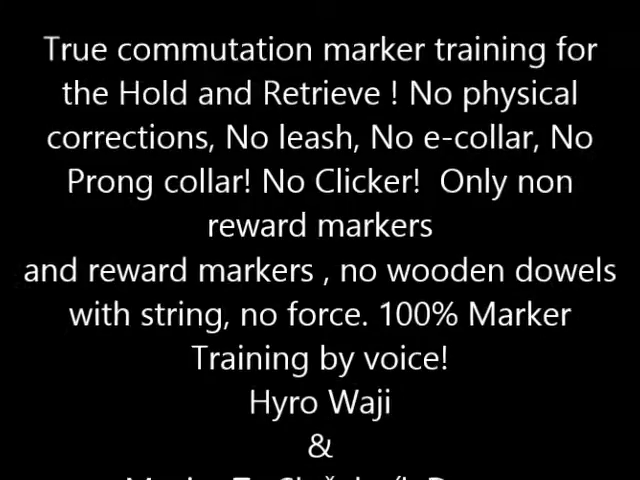 True commutation marker training for
the Hold and Retrieve ! No physical
corrections, No leash, No e-collar, No
Prong collar! No Clicker!  Only non
reward markers
and reward markers , no wooden dowels
with string, no force. 100% Marker
Training by voice!
Hyro Waji
&